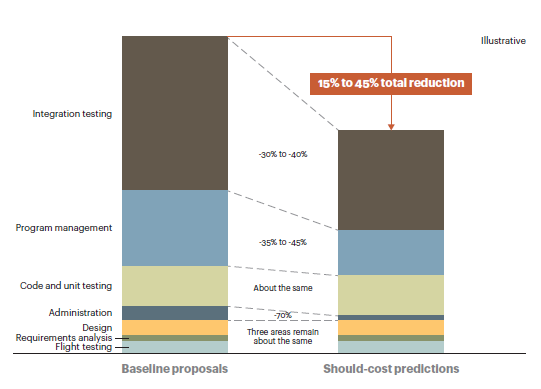 Illustrative
15% to 45% total reduction
Integration testing
-30% to -40%
Program management
-35% to -45%
Code and unit testing
About the same
Administration
-70%
Design
Three areas remain
about the same
Requirements analysis
Flight testing
Baseline proposals
Should-cost predictions